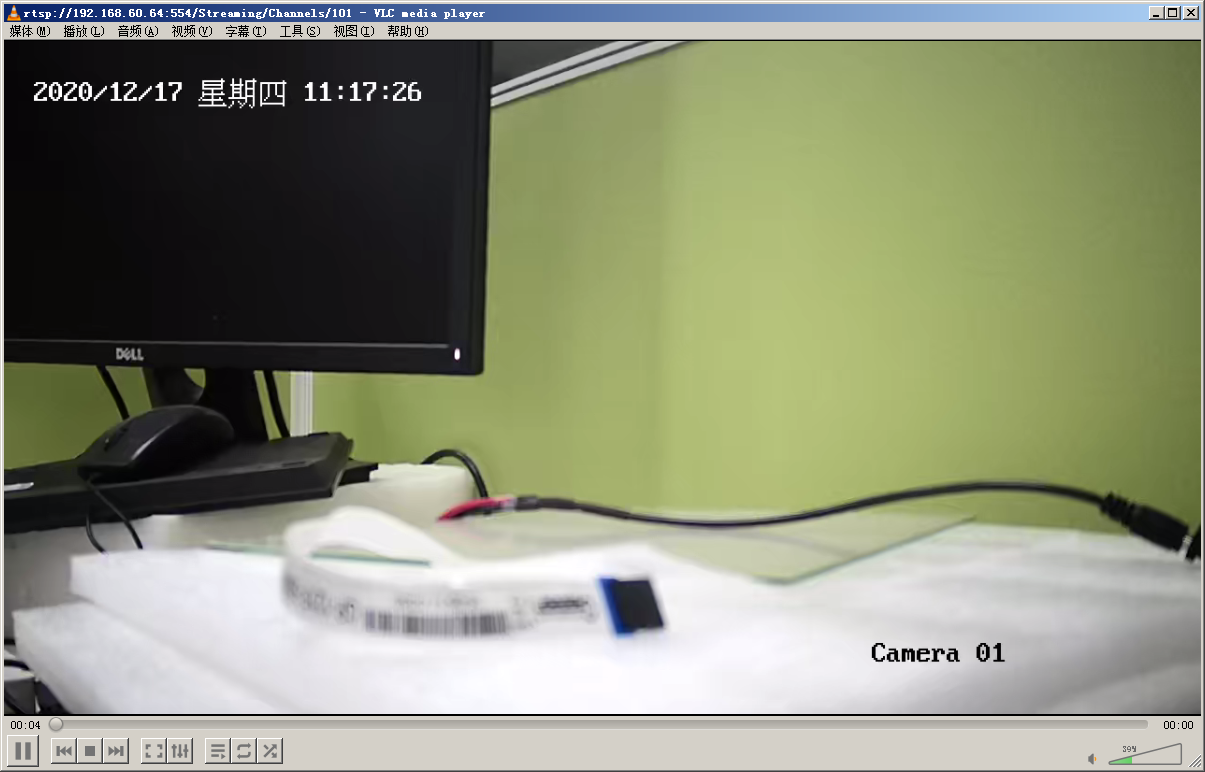 rtsp://192.168.60.64:554/Streaming/Channels/101 - VLC media player
媒体(M) 播放(L) 音频(A) 视频(V) 字幕(T) 工具(S) 视图(I) 帮助(H)
2020/12/17 星期四 11:17:26
DELL
Camera 01
00:04 00:00